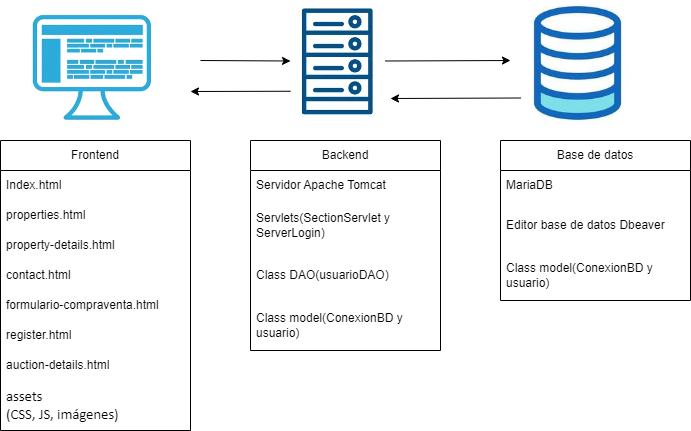 Frontend
Index.html
properties.html
property-details.html
contact.html
formulario-compraventa.html
register.html
auction-details.html
assets
(CSS, JS, imágenes)
Backend
Servidor Apache Tomcat
Servlets(SectionServlet y
ServerLogin)
Class DAO(usuarioDAO)
Class model(ConexionBD y
usuario)
Base de datos
MariaDB
Editor base de datos Dbeaver
Class model(ConexionBD y
usuario)